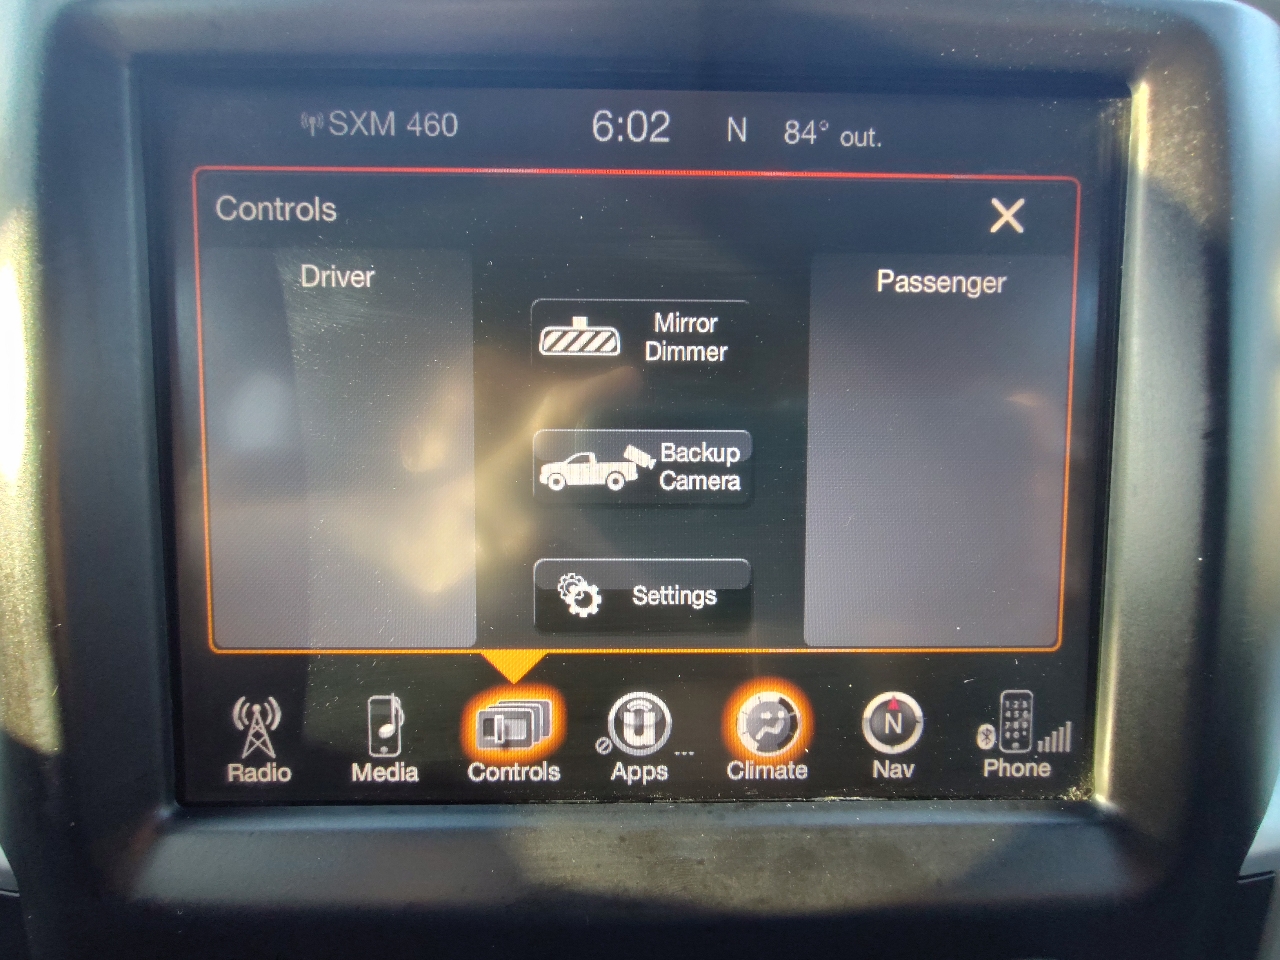 SXM 460 6:02 N 84° out.
Controls X
Driver
Passenger
Mirror
Dimmer
Backup
Camera
Settings
Radio
Media
Controls
Apps
Climate
N
Nav
Phone